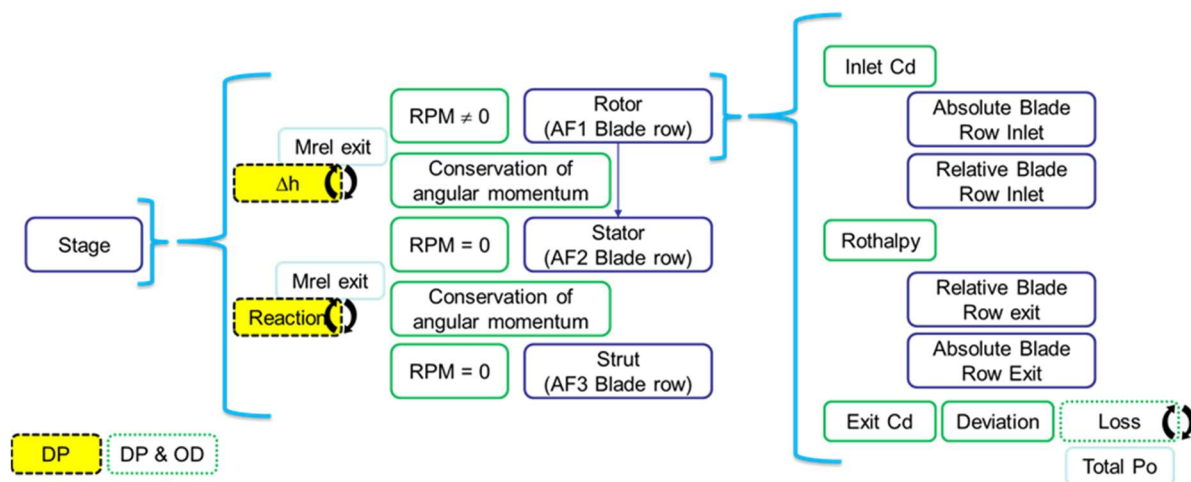 Inlet Cd
RPM ≠ 0
Rotor
(AF1 Blade row)
Absolute Blade
Row Inlet
Mrel exit
Δh
Conservation of
angular momentum
Relative Blade
Row Inlet
Stage
RPM = 0
Stator
(AF2 Blade row)
Rothalpy
Mrel exit
Reaction
Conservation of
angular momentum
Relative Blade
Row exit
RPM = 0
Strut
(AF3 Blade row)
Absolute Blade
Row Exit
Exit Cd
Deviation
Loss
DP
DP & OD
Total Po